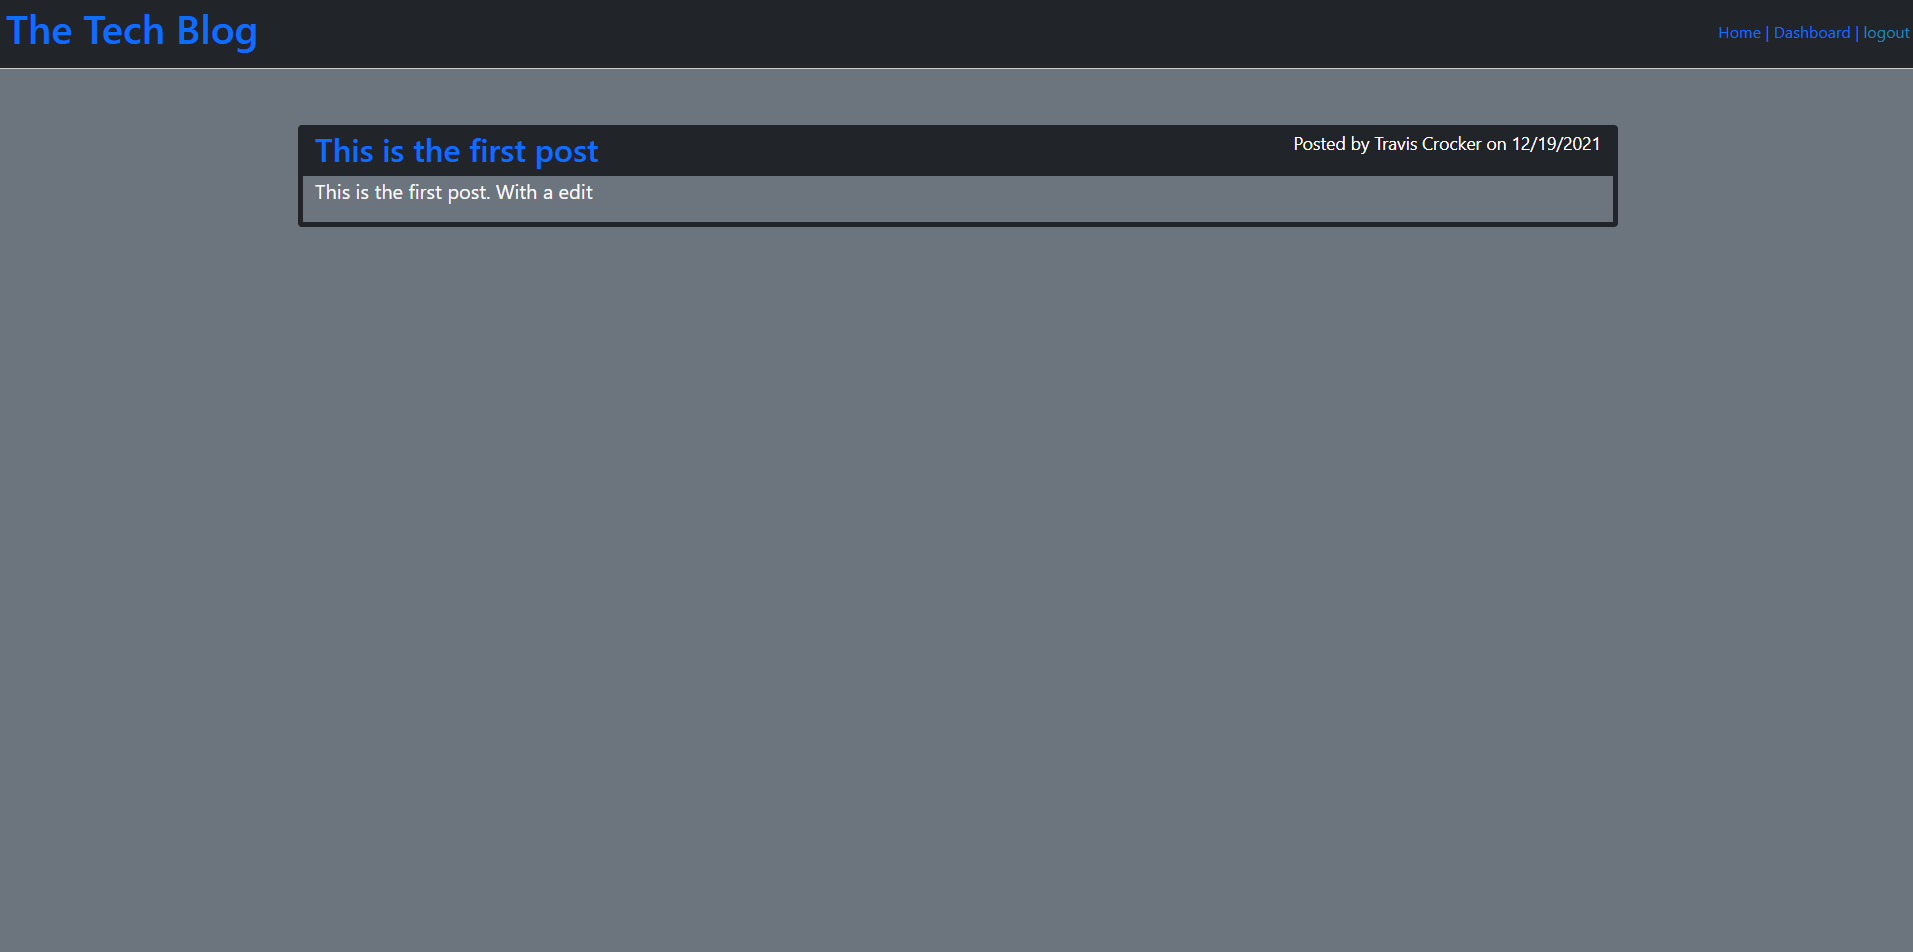 The Tech Blog
Home | Dashboard | logout
This is the first post
Posted by Travis Crocker on 12/19/2021
This is the first post. With a edit